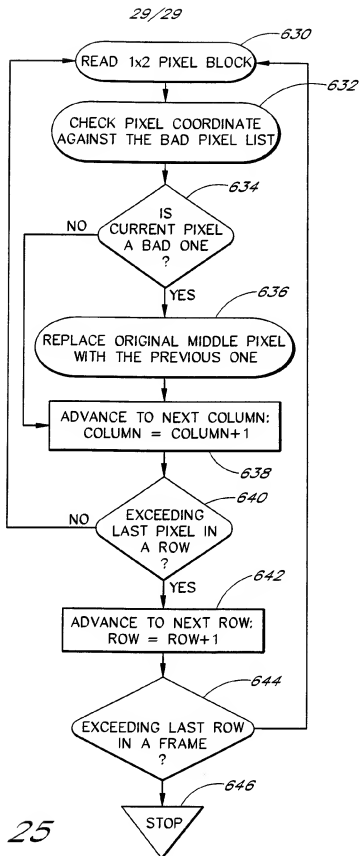 29/29
630
READ 1x2 PIXEL BLOCK
632
CHECK PIXEL COORDINATE
AGAINST THE BAD PIXEL LIST
634
IS
CURRENT PIXEL
A BAD ONE
?
NO
YES
636
REPLACE ORIGINAL MIDDLE PIXEL
WITH THE PREVIOUS ONE
ADVANCE TO NEXT COLUMN:
COLUMN = COLUMN+1
638
640
EXCEEDING
LAST PIXEL IN
A ROW
?
NO
YES
642
ADVANCE TO NEXT ROW:
ROW = ROW+1
644
EXCEEDING LAST ROW
IN A FRAME
?
646
STOP
25